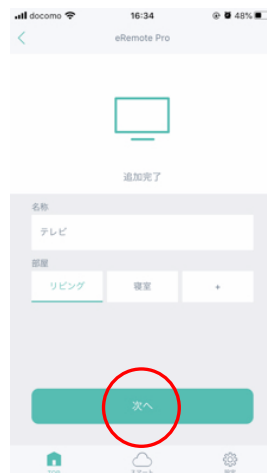 docomo 16:34 48%
eRemote Pro
追加完了
名称
テレビ
部屋
リビング 寝室 +
次へ